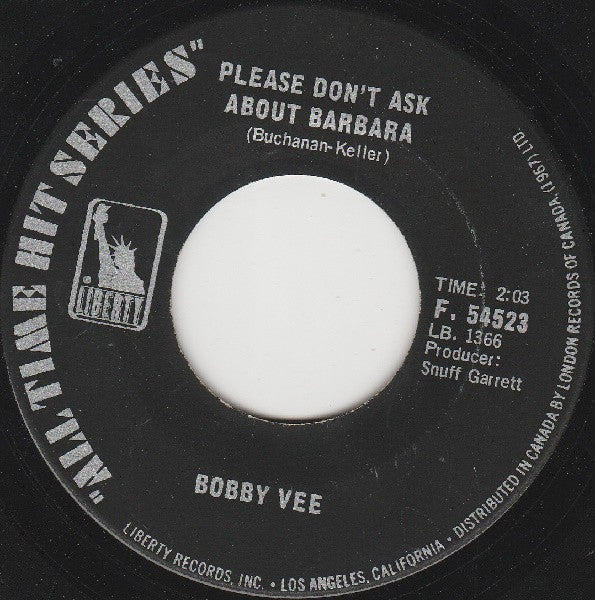 "ALL TIME HIT SERIES"
PLEASE DON'T ASK
ABOUT BARBARA
(Buchanan-Keller)
® LIBERTY
TIME: 2:03
F. 54523
LB. 1366
Producer:
Snuff Garrett
BOBBY VEE
LIBERTY RECORDS, INC. • LOS ANGELES, CALIFORNIA • DISTRIBUTED IN CANADA BY LONDON RECORDS OF CANADA, (1967) LTD